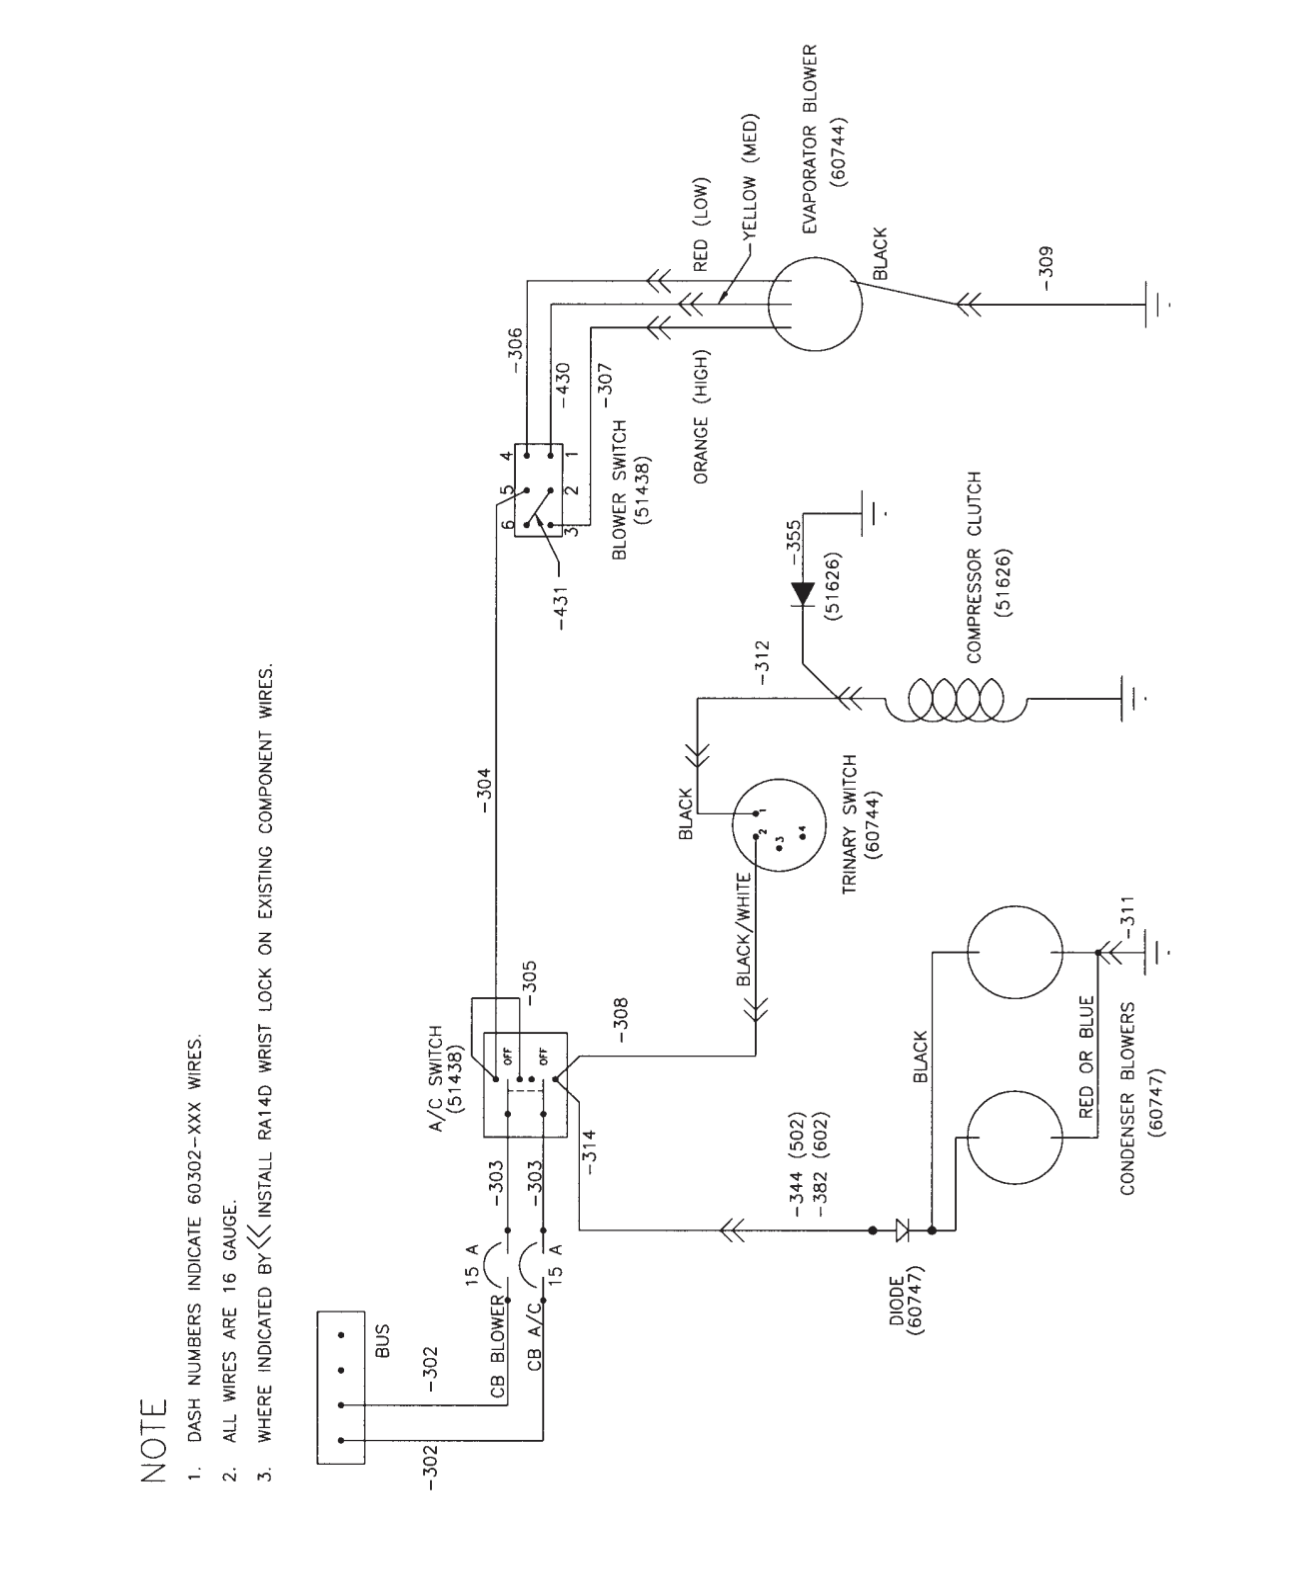 NOTE
1. DASH NUMBERS INDICATE 60302-XXX WIRES.
2. ALL WIRES ARE 16 GAUGE.
3. WHERE INDICATED BY << INSTALL RA14D WRIST LOCK ON EXISTING COMPONENT WIRES.
BUS
-302
-302
CB BLOWER
15 A
CB A/C
15 A
-303
-303
A/C SWITCH
(51438)
OFF
OFF
-305
-304
-314
-308
BLOWER SWITCH
(51438)
6
5
4
3
2
1
-431
-306
-430
-307
RED (LOW)
YELLOW (MED)
ORANGE (HIGH)
EVAPORATOR BLOWER
(60744)
BLACK
-309
BLACK/WHITE
BLACK
1
2
3
4
TRINARY SWITCH
(60744)
-312
-355
(51626)
COMPRESSOR CLUTCH
(51626)
-344 (502)
-382 (602)
DIODE
(60747)
BLACK
RED OR BLUE
-311
CONDENSER BLOWERS
(60747)